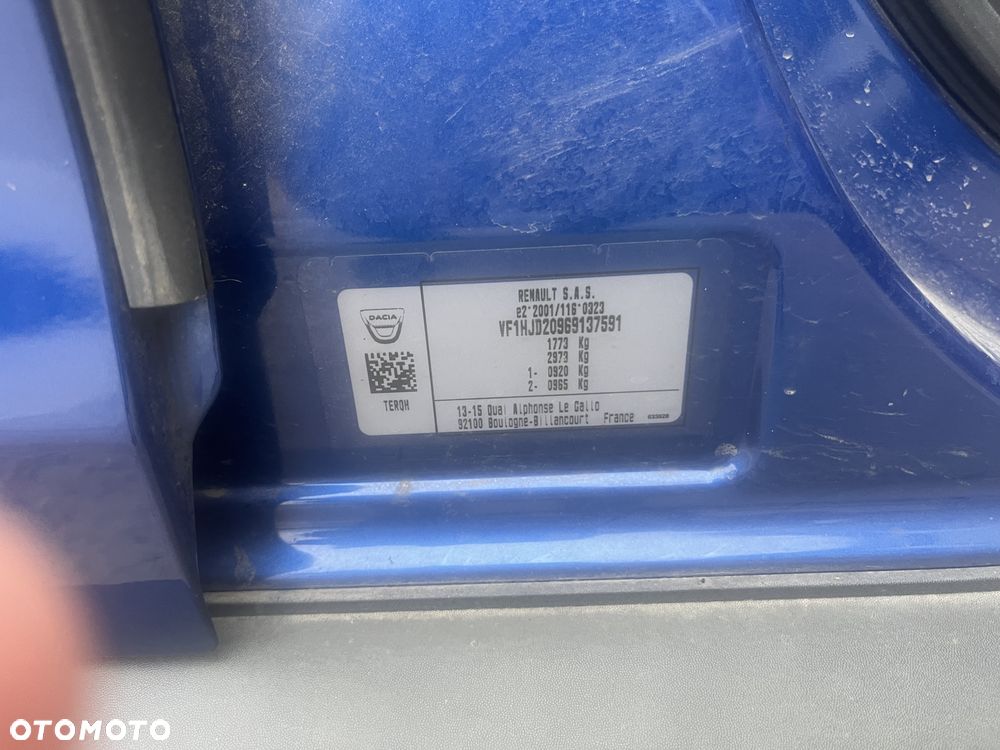 DACIA
TERQH
RENAULT S.A.S.
e2*2001/116*0323
VF1HJD20969137591
1773 Kg
2973 Kg
1- 0920 Kg
2- 0965 Kg
13-15 Quai Alphonse Le Gallo
92100 Boulogne-Billancourt France
OTOMOTO